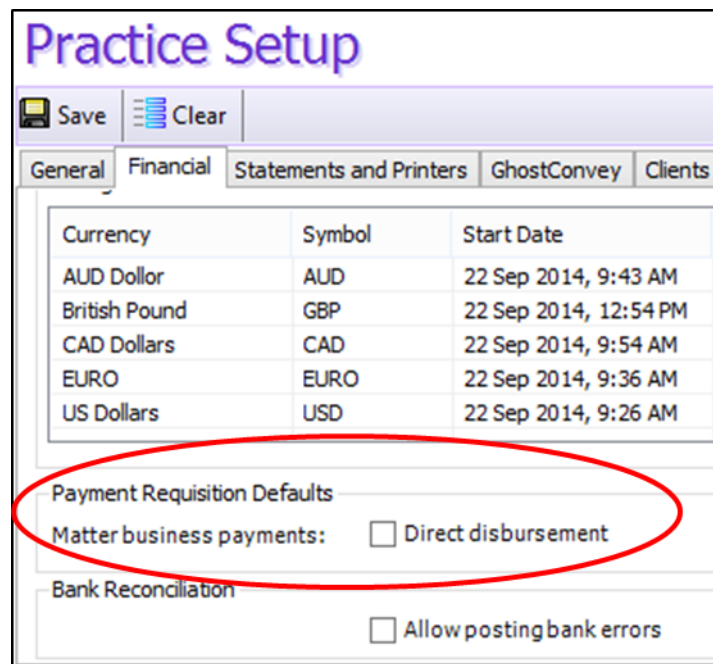 Practice Setup
Save Clear
General Financial Statements and Printers GhostConvey Clients
Currency Symbol Start Date
AUD Dollor AUD 22 Sep 2014, 9:43 AM
British Pound GBP 22 Sep 2014, 12:54 PM
CAD Dollars CAD 22 Sep 2014, 9:54 AM
EURO EURO 22 Sep 2014, 9:36 AM
US Dollars USD 22 Sep 2014, 9:26 AM
Payment Requisition Defaults
Matter business payments: Direct disbursement
Bank Reconciliation
Allow posting bank errors